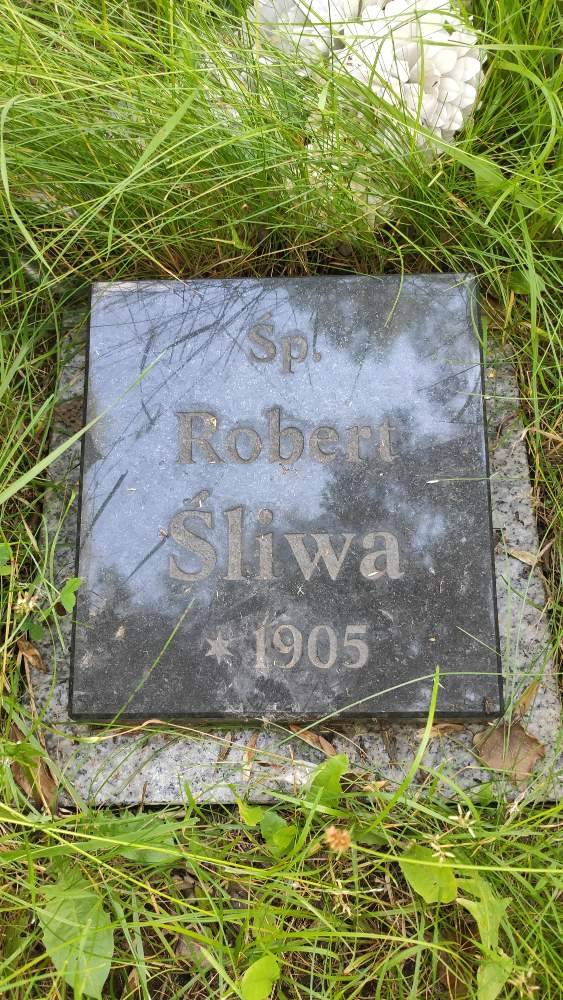 Śp.
Robert
Śliwa
* 1905